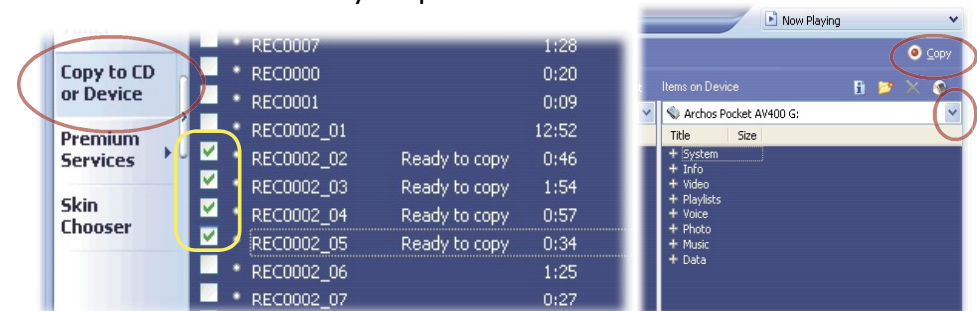 Copy to CD
or Device
Premium
Services
Skin
Chooser
REC0007 1:28
REC0000 0:20
REC0001 0:09
REC0002_01 12:52
REC0002_02 Ready to copy 0:46
REC0002_03 Ready to copy 1:54
REC0002_04 Ready to copy 0:57
REC0002_05 Ready to copy 0:34
REC0002_06 1:25
REC0002_07 0:27
Now Playing
Copy
Items on Device
Archos Pocket AV400 G:
Title Size
+ System
+ Info
+ Video
+ Playlists
+ Voice
+ Photo
+ Music
+ Data